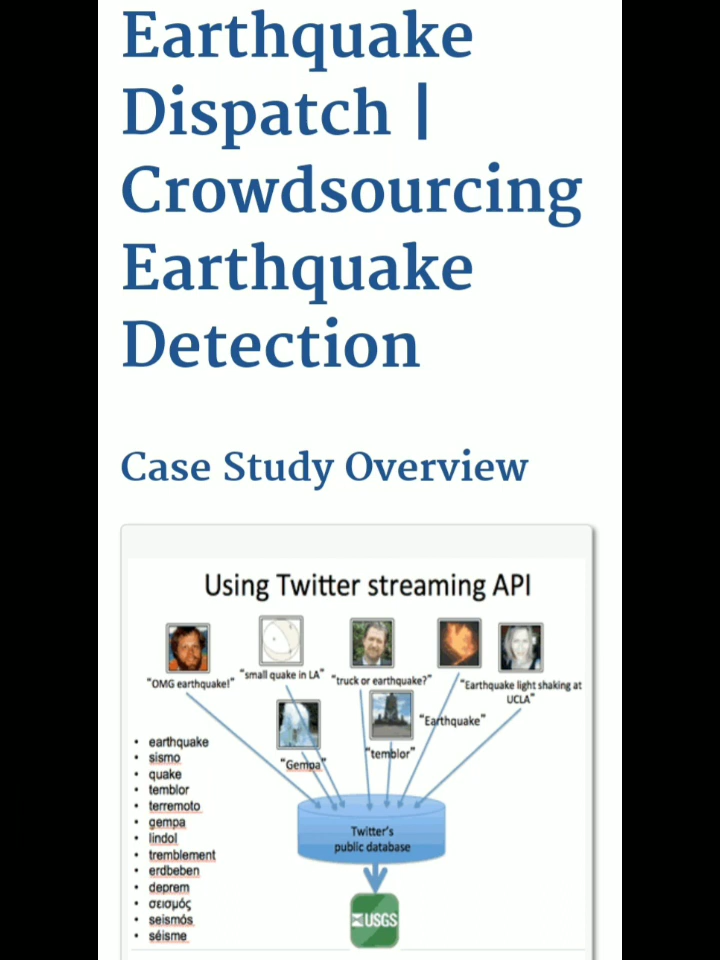 Earthquake
Dispatch |
Crowdsourcing
Earthquake
Detection
Case Study Overview
Using Twitter streaming API
"OMG earthquake!"
"small quake in LA"
"truck or earthquake?"
"Earthquake light shaking at
UCLA"
"Gempa"
"temblor"
"Earthquake"
• earthquake
• sismo
• quake
• temblor
• terremoto
• gempa
• lindol
• tremblement
• erdbeben
• deprem
• σεισμός
• seismós
• séisme
Twitter's
public database
USGS